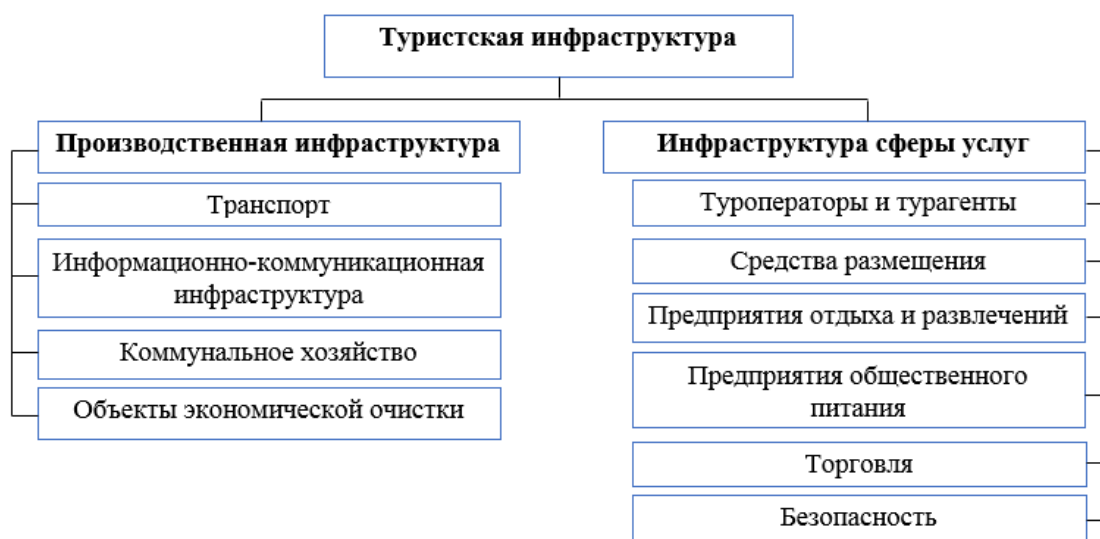 Туристская инфраструктура
Производственная инфраструктура
Транспорт
Информационно-коммуникационная
инфраструктура
Коммунальное хозяйство
Объекты экономической очистки
Инфраструктура сферы услуг
Туроператоры и турагенты
Средства размещения
Предприятия отдыха и развлечений
Предприятия общественного
питания
Торговля
Безопасность